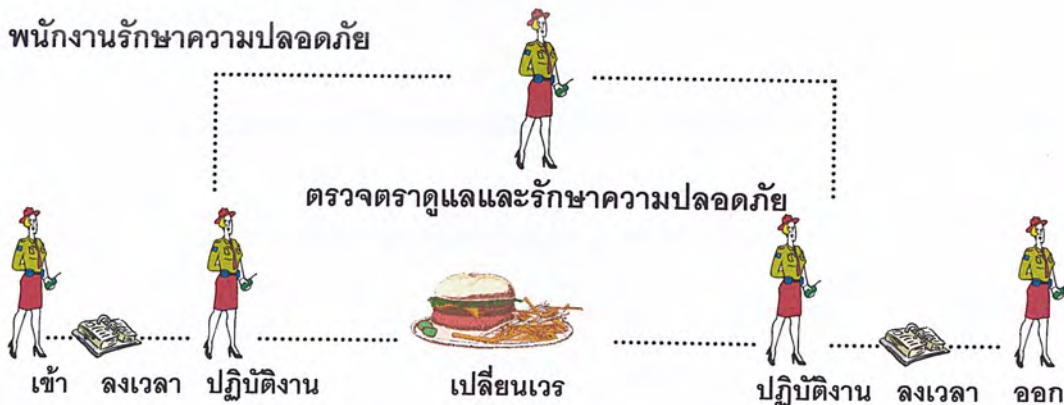 พนักงานรักษาความปลอดภัย
ตรวจตราดูแลและรักษาความปลอดภัย
เข้า ลงเวลา ปฏิบัติงาน เปลี่ยนเวร ปฏิบัติงาน ลงเวลา ออก